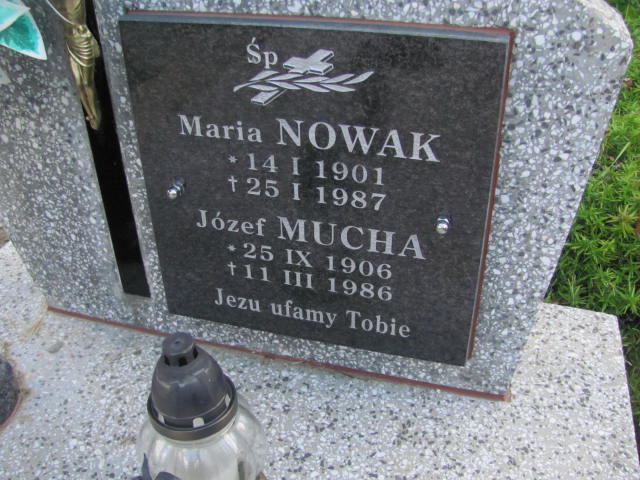 Śp
Maria NOWAK
* 14 I 1901
† 25 I 1987
Józef MUCHA
* 25 IX 1906
† 11 III 1986
Jezu ufamy Tobie